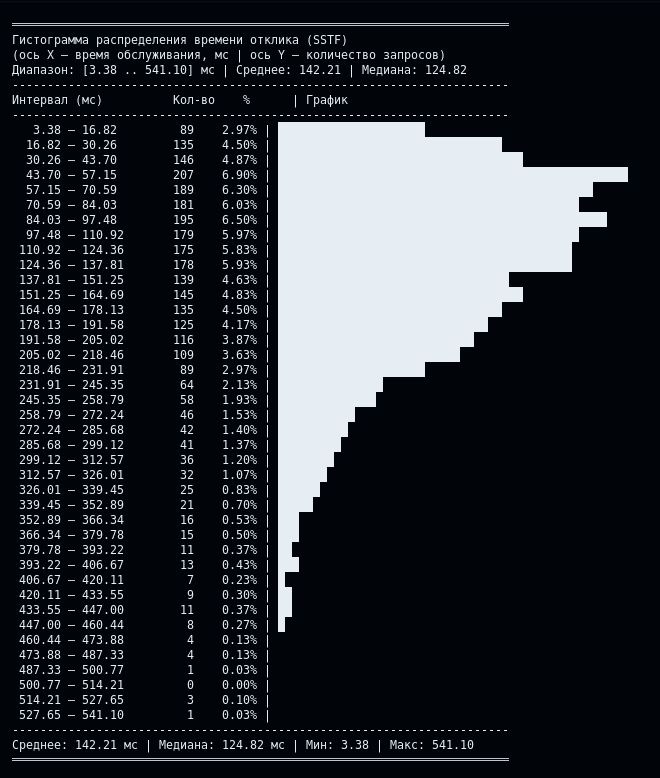 Гистограмма распределения времени отклика (SSTF)
(ось X — время обслуживания, мс | ось Y — количество запросов)
Диапазон: [3.38 .. 541.10] мс | Среднее: 142.21 | Медиана: 124.82
-----------------------------------------------------------------------
Интервал (мс) Кол-во % | График
-----------------------------------------------------------------------
3.38 — 16.82 89 2.97% |
16.82 — 30.26 135 4.50% |
30.26 — 43.70 146 4.87% |
43.70 — 57.15 207 6.90% |
57.15 — 70.59 189 6.30% |
70.59 — 84.03 181 6.03% |
84.03 — 97.48 195 6.50% |
97.48 — 110.92 179 5.97% |
110.92 — 124.36 175 5.83% |
124.36 — 137.81 178 5.93% |
137.81 — 151.25 139 4.63% |
151.25 — 164.69 145 4.83% |
164.69 — 178.13 135 4.50% |
178.13 — 191.58 125 4.17% |
191.58 — 205.02 116 3.87% |
205.02 — 218.46 109 3.63% |
218.46 — 231.91 89 2.97% |
231.91 — 245.35 64 2.13% |
245.35 — 258.79 58 1.93% |
258.79 — 272.24 46 1.53% |
272.24 — 285.68 42 1.40% |
285.68 — 299.12 41 1.37% |
299.12 — 312.57 36 1.20% |
312.57 — 326.01 32 1.07% |
326.01 — 339.45 25 0.83% |
339.45 — 352.89 21 0.70% |
352.89 — 366.34 16 0.53% |
366.34 — 379.78 15 0.50% |
379.78 — 393.22 11 0.37% |
393.22 — 406.67 13 0.43% |
406.67 — 420.11 7 0.23% |
420.11 — 433.55 9 0.30% |
433.55 — 447.00 11 0.37% |
447.00 — 460.44 8 0.27% |
460.44 — 473.88 4 0.13% |
473.88 — 487.33 4 0.13% |
487.33 — 500.77 1 0.03% |
500.77 — 514.21 0 0.00% |
514.21 — 527.65 3 0.10% |
527.65 — 541.10 1 0.03% |
-----------------------------------------------------------------------
Среднее: 142.21 мс | Медиана: 124.82 мс | Мин: 3.38 | Макс: 541.10